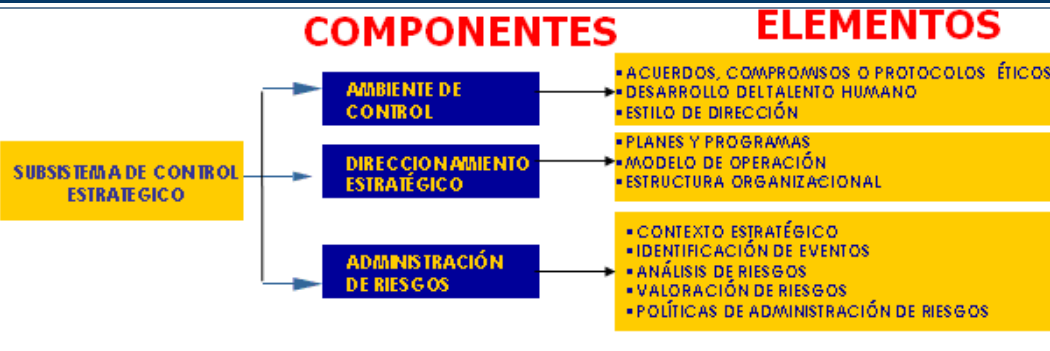 COMPONENTES
ELEMENTOS
SUBSISTEMA DE CONTROL
ESTRATEGICO
AMBIENTE DE
CONTROL
▪ACUERDOS, COMPROMISOS O PROTOCOLOS ÉTICOS
▪DESARROLLO DELTALENTO HUMANO
▪ESTILO DE DIRECCIÓN
DIRECCIONAMIENTO
ESTRATÉGICO
▪PLANES Y PROGRAMAS
▪MODELO DE OPERACIÓN
▪ESTRUCTURA ORGANIZACIONAL
ADMINISTRACIÓN
DE RIESGOS
▪CONTEXTO ESTRATÉGICO
▪IDENTIFICACIÓN DE EVENTOS
▪ANÁLISIS DE RIESGOS
▪VALORACIÓN DE RIESGOS
▪POLÍTICAS DE ADMINISTRACIÓN DE RIESGOS